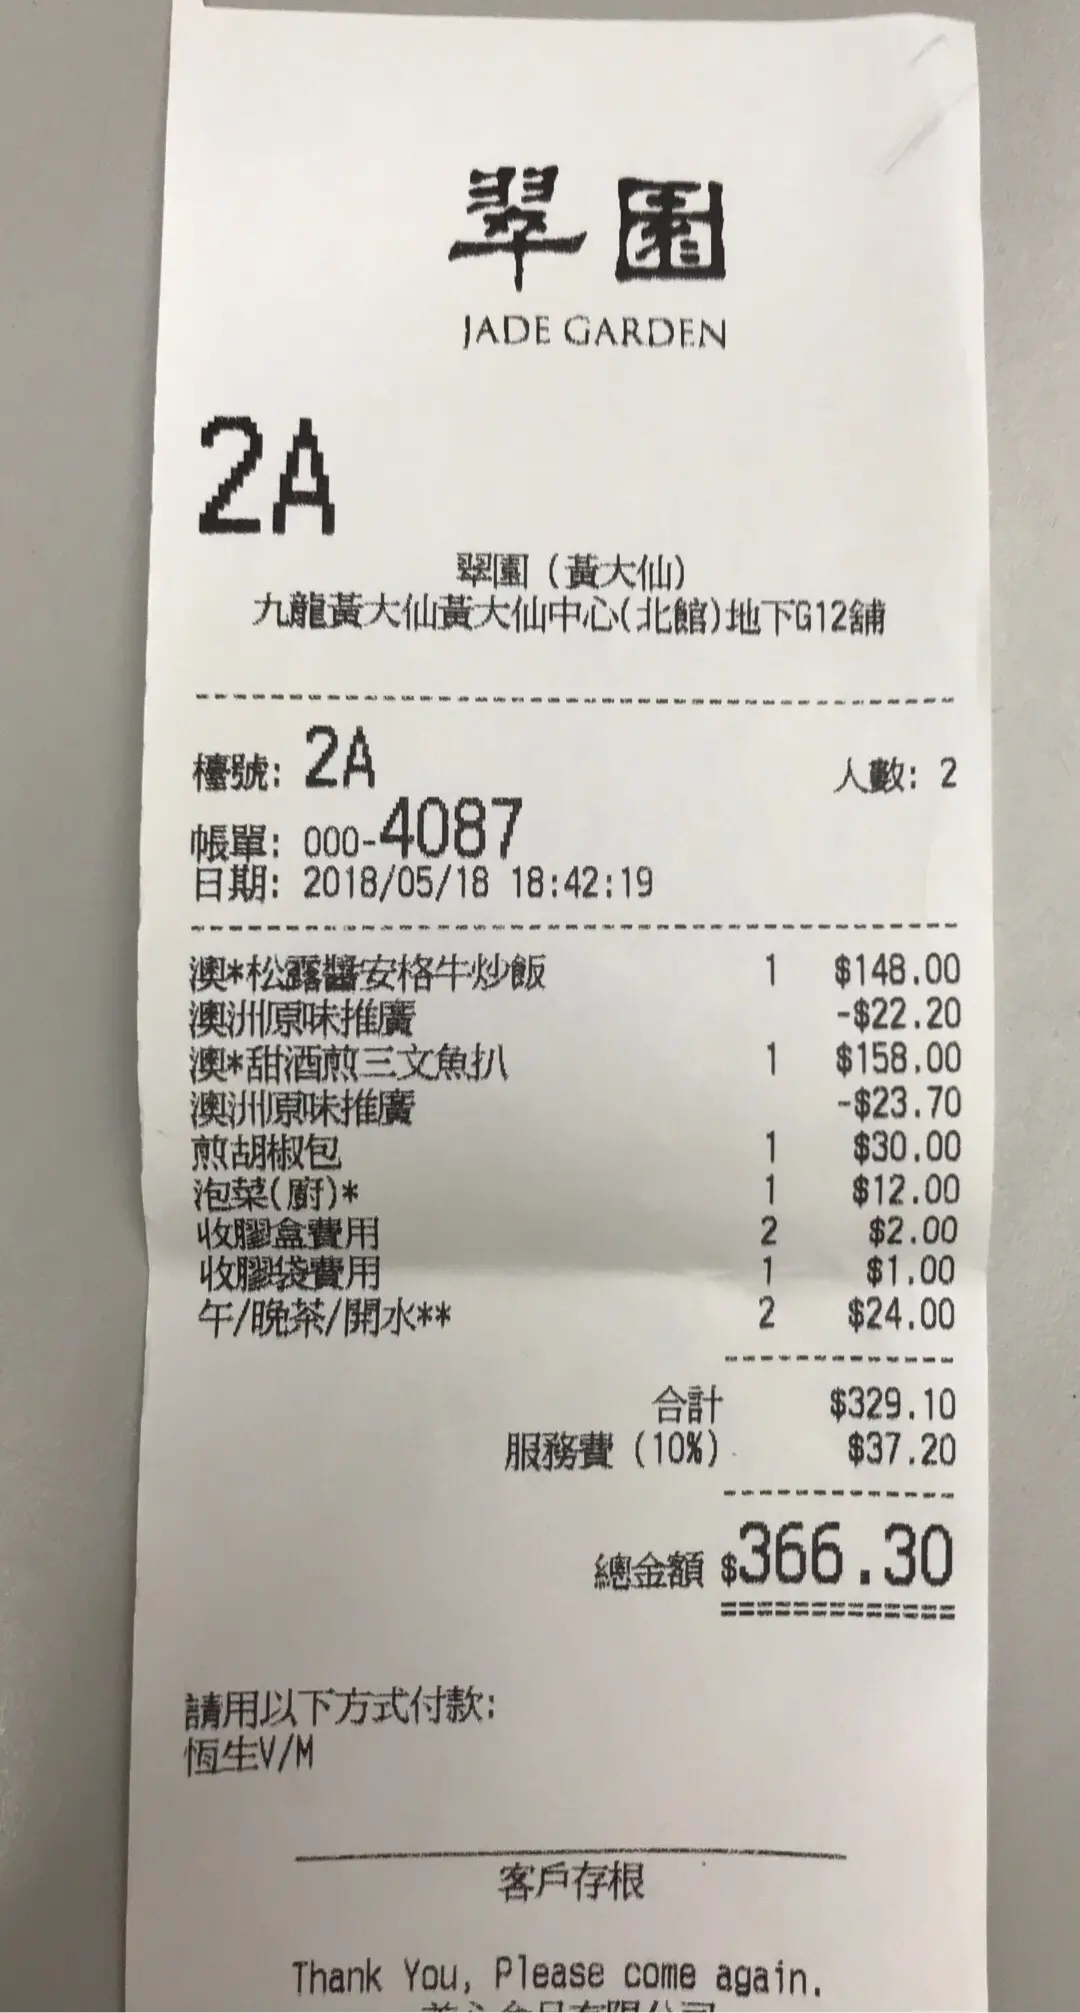 翠園
JADE GARDEN
2A
翠園(黃大仙)
九龍黃大仙黃大仙中心(北館)地下G12舖
檯號: 2A 人數: 2
帳單: 000-4087
日期: 2018/05/18 18:42:19
澳*松露醬安格牛炒飯 1 $148.00
澳洲原味推廣 -$22.20
澳*甜酒煎三文魚扒 1 $158.00
澳洲原味推廣 -$23.70
煎胡椒包 1 $30.00
泡菜(廚)* 1 $12.00
收膠盒費用 2 $2.00
收膠袋費用 1 $1.00
午/晚茶/開水** 2 $24.00
合計 $329.10
服務費(10%) $37.20
總金額 $366.30
請用以下方式付款:
恆生V/M
客戶存根
Thank You, Please come again.